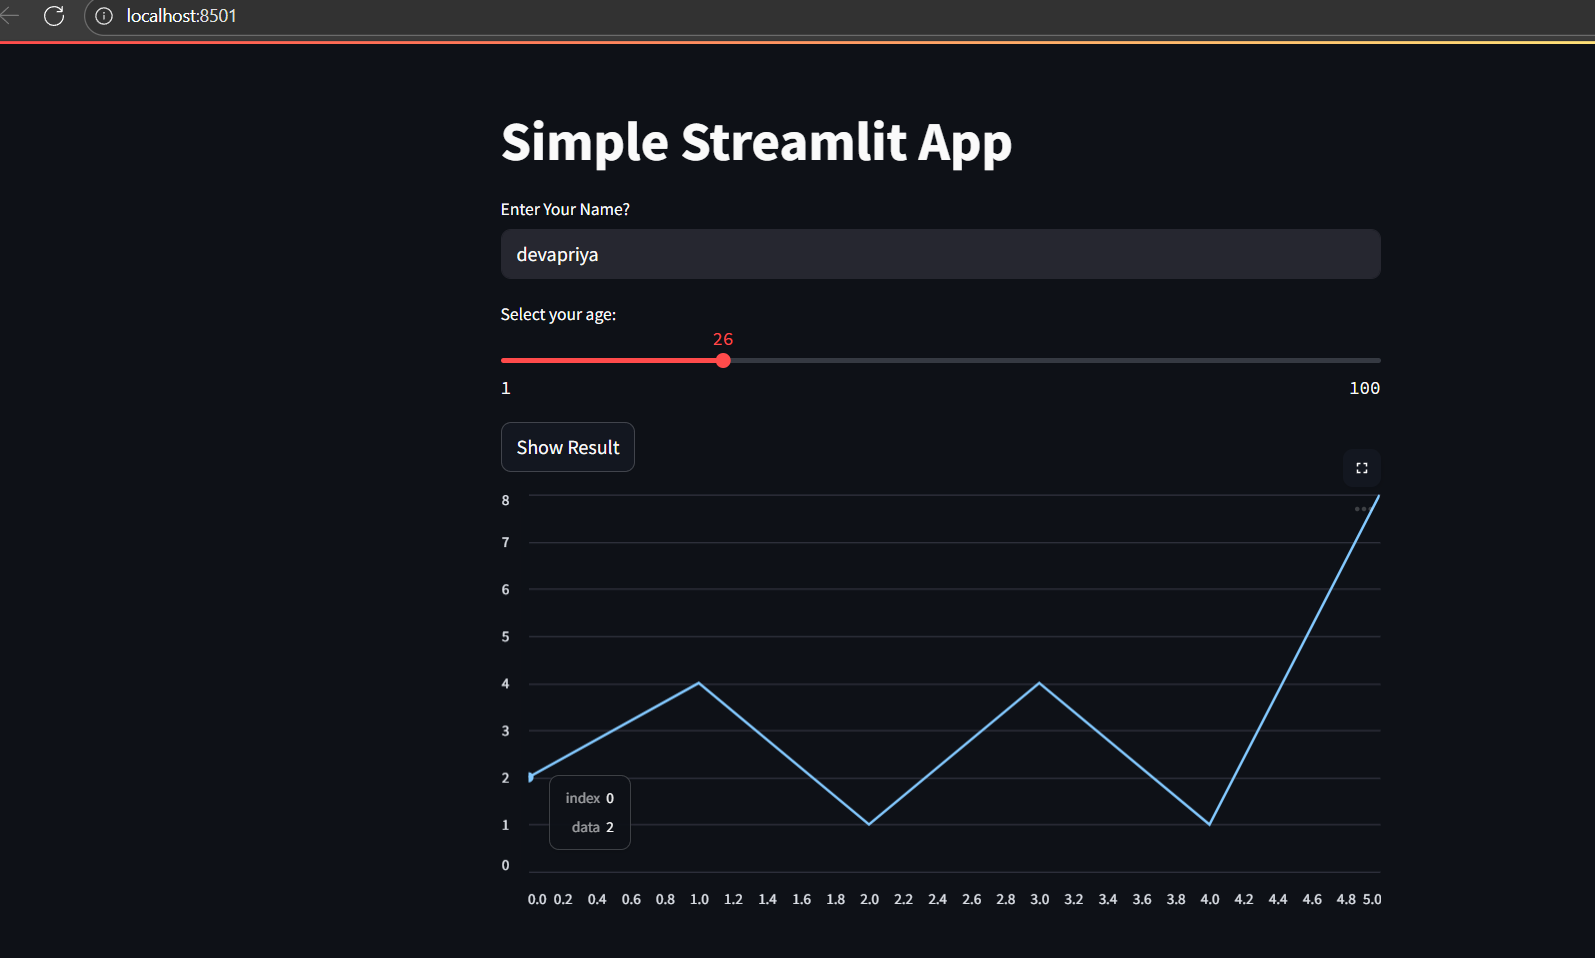 localhost:8501
Simple Streamlit App
Enter Your Name?
devapriya
Select your age:
26
1 100
Show Result
8
7
6
5
4
3
2
index 0
data 2
1
0
0.0 0.2 0.4 0.6 0.8 1.0 1.2 1.4 1.6 1.8 2.0 2.2 2.4 2.6 2.8 3.0 3.2 3.4 3.6 3.8 4.0 4.2 4.4 4.6 4.8 5.0